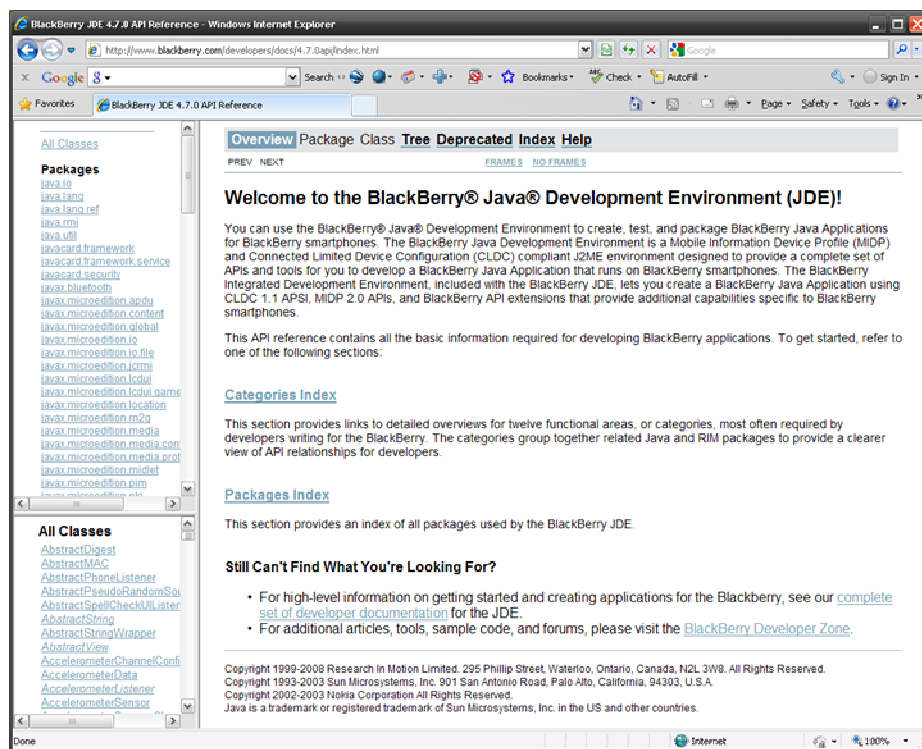 BlackBerry JDE 4.7.0 API Reference - Windows Internet Explorer
http://www.blackberry.com/developers/docs/4.7.0api/index.html
Google
Google
Search
Bookmarks
Check
AutoFill
Sign In
Favorites
BlackBerry JDE 4.7.0 API Reference
Page
Safety
Tools
All Classes
Packages
java.io
java.lang
java.lang.ref
java.rmi
java.util
javacard.framework
javacard.framework.service
javacard.security
javax.bluetooth
javax.microedition.apdu
javax.microedition.content
javax.microedition.global
javax.microedition.io
javax.microedition.io.file
javax.microedition.jcrmi
javax.microedition.lcdui
javax.microedition.lcdui.game
javax.microedition.location
javax.microedition.m2g
javax.microedition.media
javax.microedition.media.con
javax.microedition.media.prot
javax.microedition.midlet
javax.microedition.pim
javax.microedition.pki
All Classes
AbstractDigest
AbstractMAC
AbstractPhoneListener
AbstractPseudoRandomSou
AbstractSpellCheckUIListen
AbstractString
AbstractStringWrapper
AbstractView
AccelerometerChannelConfi
AccelerometerData
AccelerometerListener
AccelerometerSensor
Overview Package Class Tree Deprecated Index Help
PREV NEXT
FRAMES NO FRAMES
Welcome to the BlackBerry® Java® Development Environment (JDE)!
You can use the BlackBerry® Java® Development Environment to create, test, and package BlackBerry Java Applications
for BlackBerry smartphones. The BlackBerry Java Development Environment is a Mobile Information Device Profile (MIDP)
and Connected Limited Device Configuration (CLDC) compliant J2ME environment designed to provide a complete set of
APIs and tools for you to develop a BlackBerry Java Application that runs on BlackBerry smartphones. The BlackBerry
Integrated Development Environment, included with the BlackBerry JDE, lets you create a BlackBerry Java Application using
CLDC 1.1 APSI, MIDP 2.0 APIs, and BlackBerry API extensions that provide additional capabilities specific to BlackBerry
smartphones.
This API reference contains all the basic information required for developing BlackBerry applications. To get started, refer to
one of the following sections:
Categories Index
This section provides links to detailed overviews for twelve functional areas, or categories, most often required by
developers writing for the BlackBerry. The categories group together related Java and RIM packages to provide a clearer
view of API relationships for developers.
Packages Index
This section provides an index of all packages used by the BlackBerry JDE.
Still Can't Find What You're Looking For?
• For high-level information on getting started and creating applications for the Blackberry, see our complete
set of developer documentation for the JDE.
• For additional articles, tools, sample code, and forums, please visit the BlackBerry Developer Zone.
Copyright 1999-2008 Research In Motion Limited. 295 Phillip Street, Waterloo, Ontario, Canada, N2L 3W8. All Rights Reserved.
Copyright 1993-2003 Sun Microsystems, Inc. 901 San Antonio Road, Palo Alto, California, 94303, U.S.A.
Copyright 2002-2003 Nokia Corporation All Rights Reserved.
Java is a trademark or registered trademark of Sun Microsystems, Inc. in the US and other countries.
Done
Internet
100%